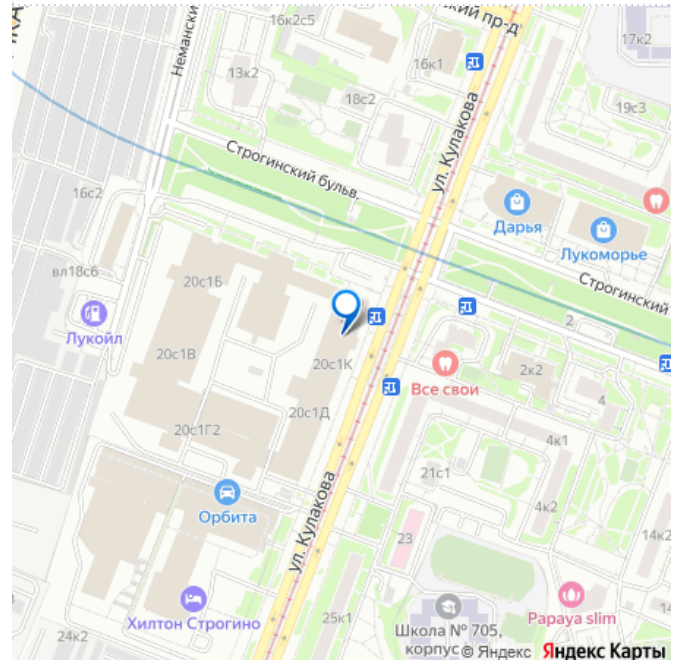 16к2с5
ский пр-д
17к2
Неманский
13к2
16к1
18с2
19с3
КА
Строгинский бульв.
ул. Кулакова
16с2
Дарья
Лукоморье
вл18с6
20с1Б
Строгинский
Лукойл
2
20с1В
20с1К
Все свои
2к2
4
20с1Д
20с1Г2
4к1
21с1
Орбита
4к2
ул. Кулакова
23
14к2
Хилтон Строгино
25к1
Papaya slim
24к2
Школа № 705,
корпус
14
© Яндекс Яндекс Карты